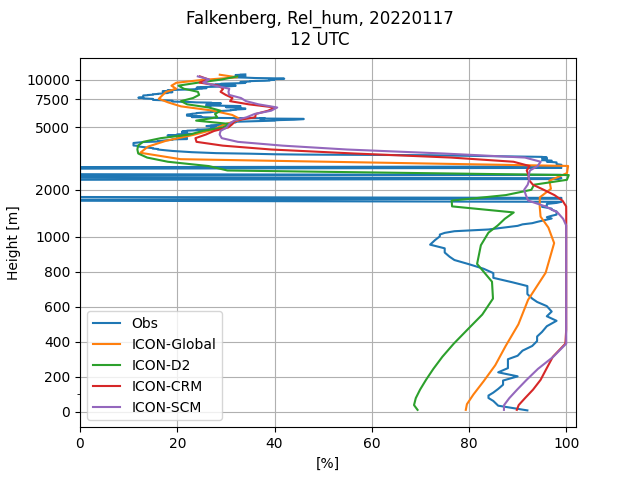 Falkenberg, Rel_hum, 20220117
12 UTC
Height [m]
10000
7500
5000
2000
1000
800
600
400
200
0
Obs
ICON-Global
ICON-D2
ICON-CRM
ICON-SCM
0 20 40 60 80 100
[%]